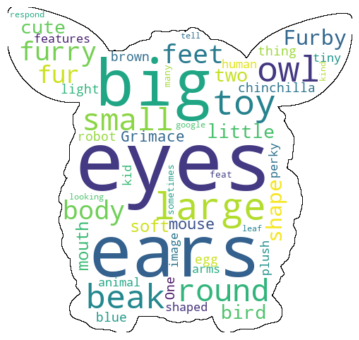 respond
cute
features
furry
fur
light
brown
feet
many
tell
human
two
Furby
thing
tiny
owl
kind
chinchilla
big
toy
small
robot
Grimace
google
little
eyes
kid
feat
perky
shape
large
body
mouth
soft
mouse
sometimes
looking
ears
image
leaf
egg
arms
plush
beak
animal
One
shaped
round
blue
bird